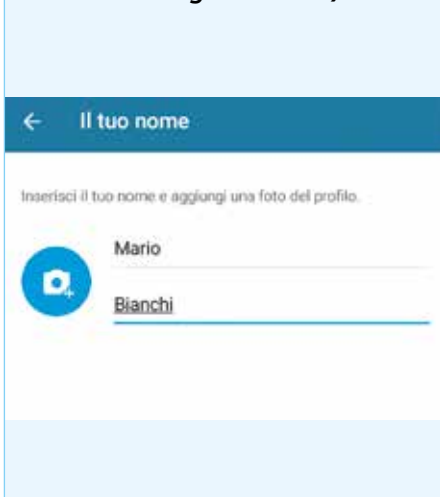 Il tuo nome
Inserisci il tuo nome e aggiungi una foto del profilo.
Mario
Bianchi